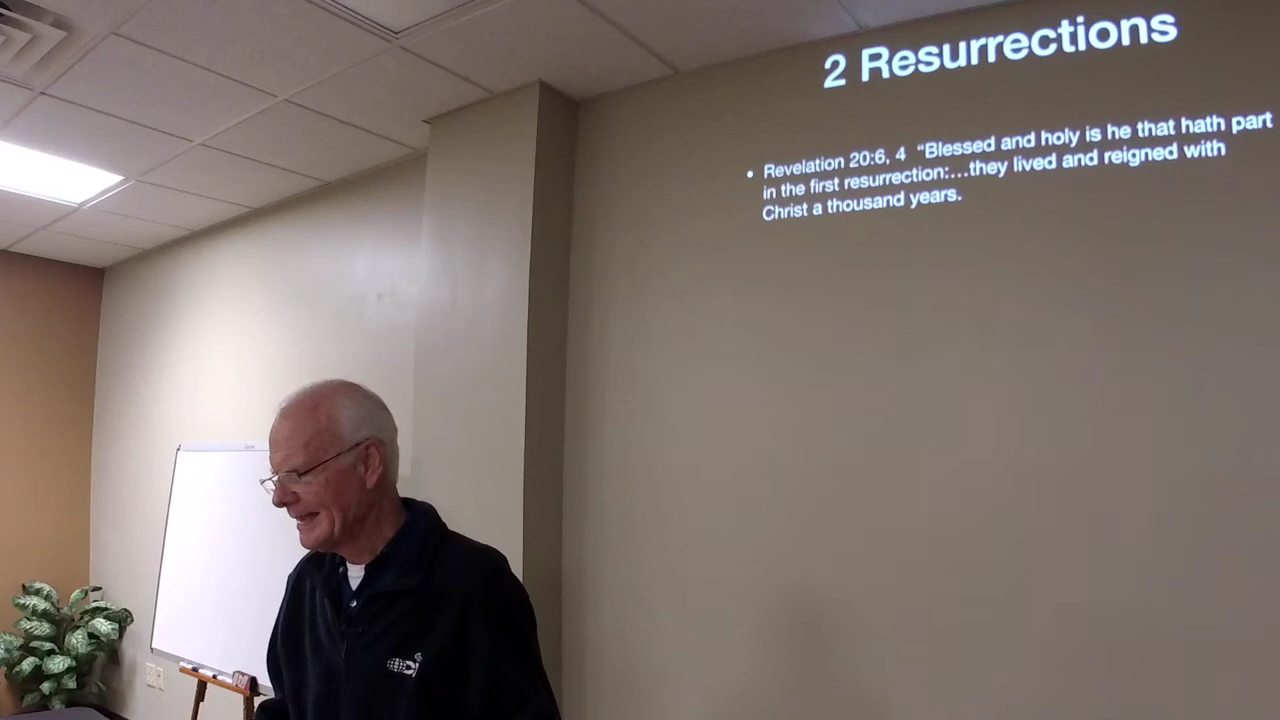 2 Resurrections
• Revelation 20:6, 4 “Blessed and holy is he that hath part
in the first resurrection:...they lived and reigned with
Christ a thousand years.